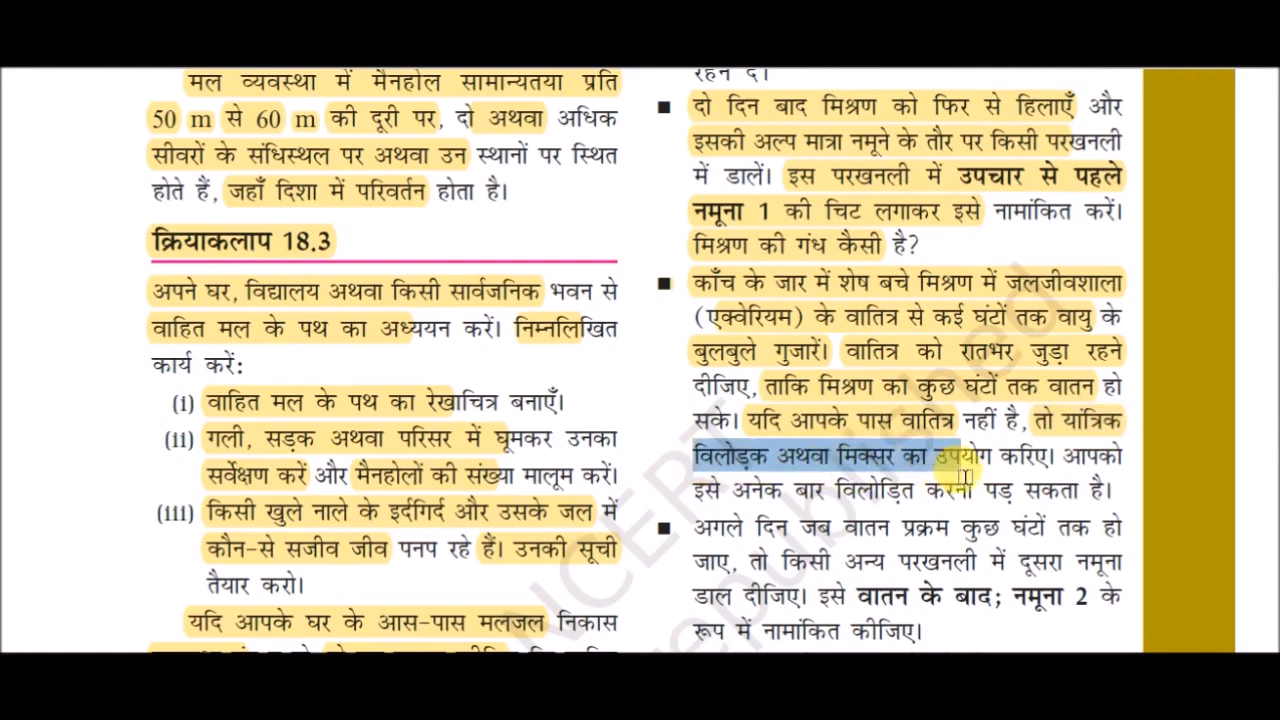 मल व्यवस्था में मैनहोल सामान्यतया प्रति
50 m से 60 m की दूरी पर, दो अथवा अधिक
सीवरों के संधिस्थल पर अथवा उन स्थानों पर स्थित
होते हैं, जहाँ दिशा में परिवर्तन होता है।
क्रियाकलाप 18.3
अपने घर, विद्यालय अथवा किसी सार्वजनिक भवन से
वाहित मल के पथ का अध्ययन करें। निम्नलिखित
कार्य करें:
(i) वाहित मल के पथ का रेखाचित्र बनाएँ।
(ii) गली, सड़क अथवा परिसर में घूमकर उनका
सर्वेक्षण करें और मैनहोलों की संख्या मालूम करें।
(iii) किसी खुले नाले के इर्दगिर्द और उसके जल में
कौन-से सजीव जीव पनप रहे हैं। उनकी सूची
तैयार करो।
यदि आपके घर के आस-पास मलजल निकास
रहने दें।
■ दो दिन बाद मिश्रण को फिर से हिलाएँ और
इसकी अल्प मात्रा नमूने के तौर पर किसी परखनली
में डालें। इस परखनली में उपचार से पहले
नमूना 1 की चिट लगाकर इसे नामांकित करें।
मिश्रण की गंध कैसी है?
■ काँच के जार में शेष बचे मिश्रण में जलजीवशाला
(एक्वेरियम) के वातित्र से कई घंटों तक वायु के
बुलबुले गुजारें। वातित्र को रातभर जुड़ा रहने
दीजिए, ताकि मिश्रण का कुछ घंटों तक वातन हो
सके। यदि आपके पास वातित्र नहीं है, तो यांत्रिक
विलोड़क अथवा मिक्सर का उपयोग करिए। आपको
इसे अनेक बार विलोड़ित करना पड़ सकता है।
■ अगले दिन जब वातन प्रक्रम कुछ घंटों तक हो
जाए, तो किसी अन्य परखनली में दूसरा नमूना
डाल दीजिए। इसे वातन के बाद; नमूना 2 के
रूप में नामांकित कीजिए।
NCERT
republished